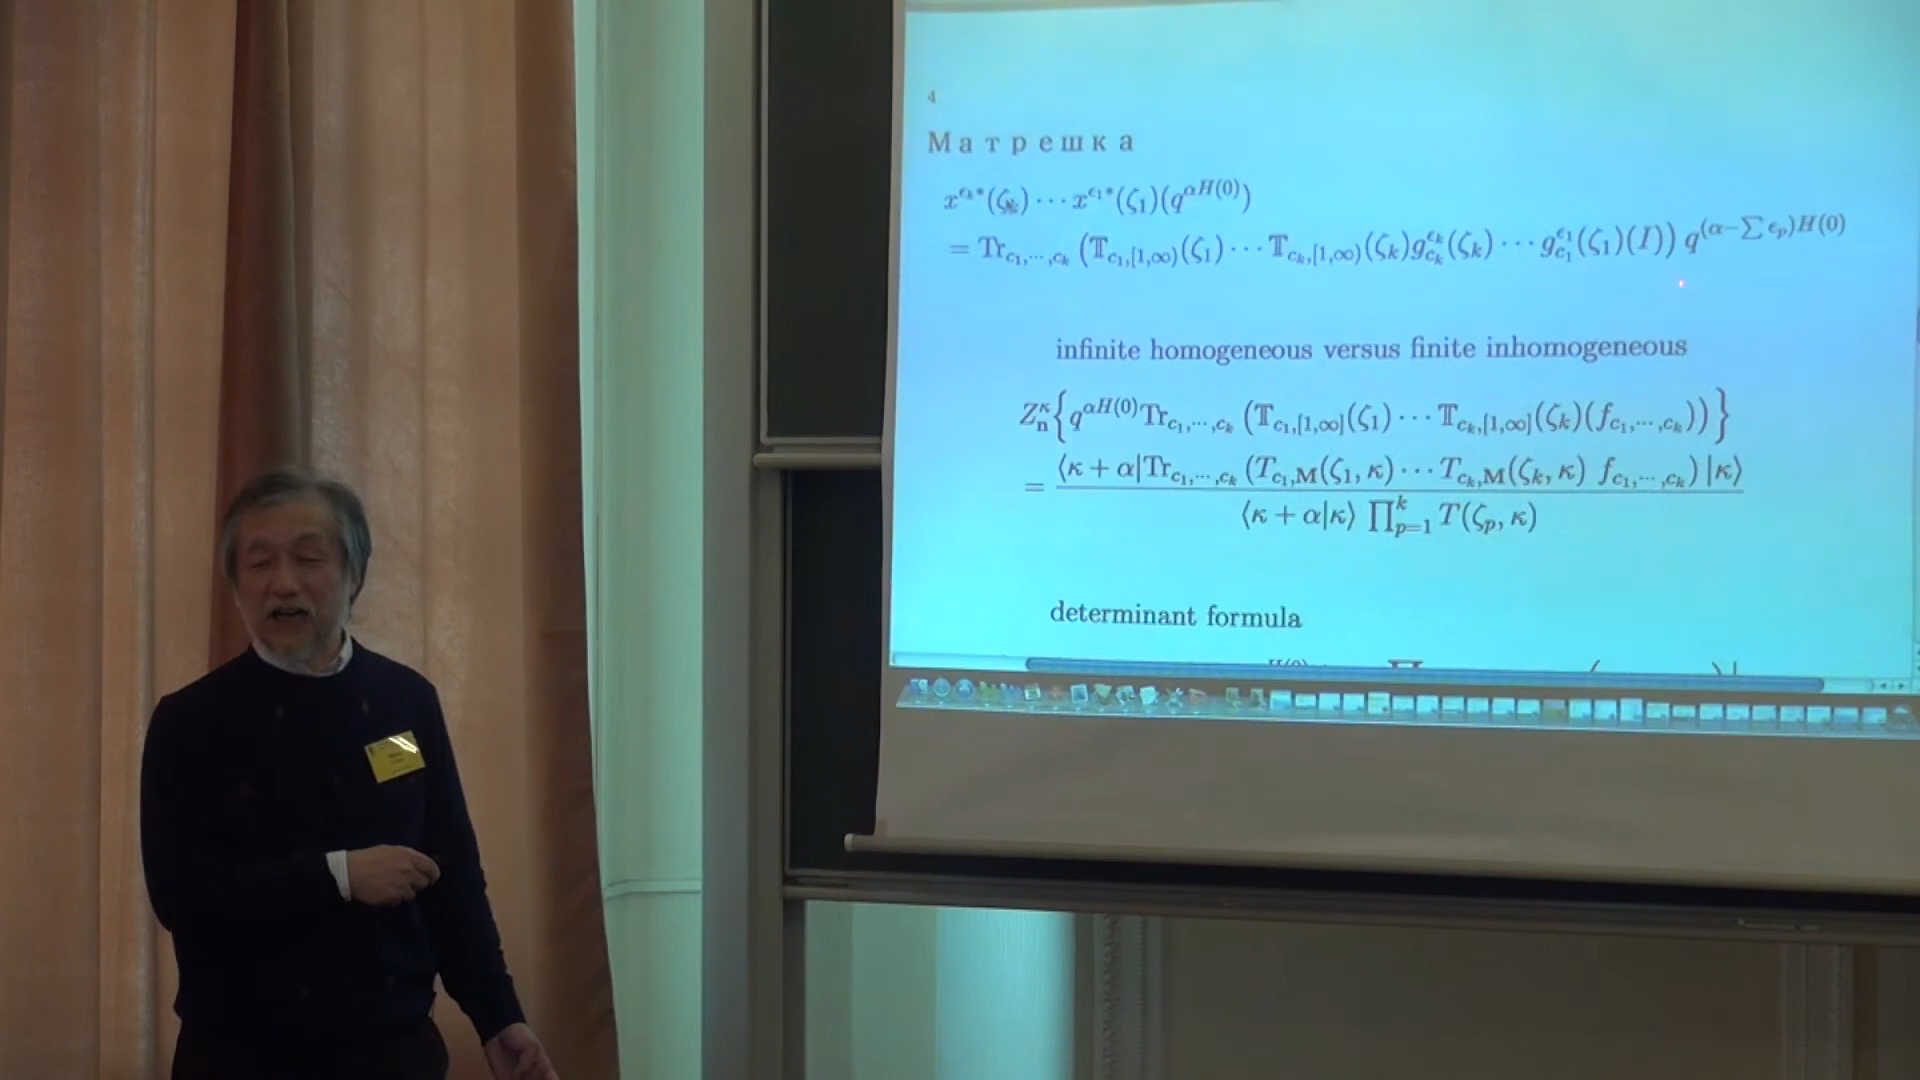 4
Матрешка
x^{ϵ_k*}(ζ_k) ⋯ x^{ϵ_1*}(ζ_1)(q^{αH(0)})
= Tr_{c_1,⋯,c_k} (𝕋_{c_1,[1,∞)}(ζ_1) ⋯ 𝕋_{c_k,[1,∞)}(ζ_k) g^{ϵ_k}_{c_k}(ζ_k) ⋯ g^{ϵ_1}_{c_1}(ζ_1)(I)) q^{(α−∑ϵ_p)H(0)}
infinite homogeneous versus finite inhomogeneous
Z^κ_n {q^{αH(0)} Tr_{c_1,⋯,c_k} (𝕋_{c_1,[1,∞]}(ζ_1) ⋯ 𝕋_{c_k,[1,∞]}(ζ_k)(f_{c_1,⋯,c_k}))}
= ⟨κ + α|Tr_{c_1,⋯,c_k} (T_{c_1,M}(ζ_1, κ) ⋯ T_{c_k,M}(ζ_k, κ) f_{c_1,⋯,c_k}) |κ⟩
⟨κ + α|κ⟩ ∏^k_{p=1} T(ζ_p, κ)
determinant formula